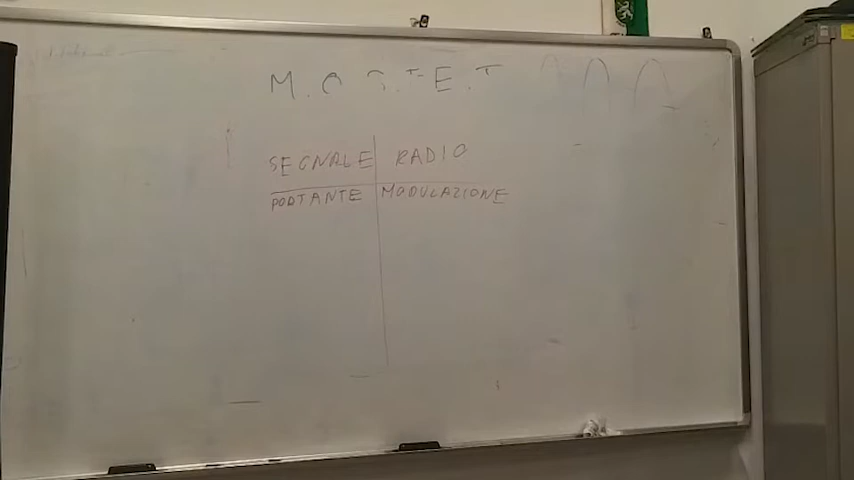 M.O.S.F.E.T
SEGNALE RADIO
PORTANTE MODULAZIONE